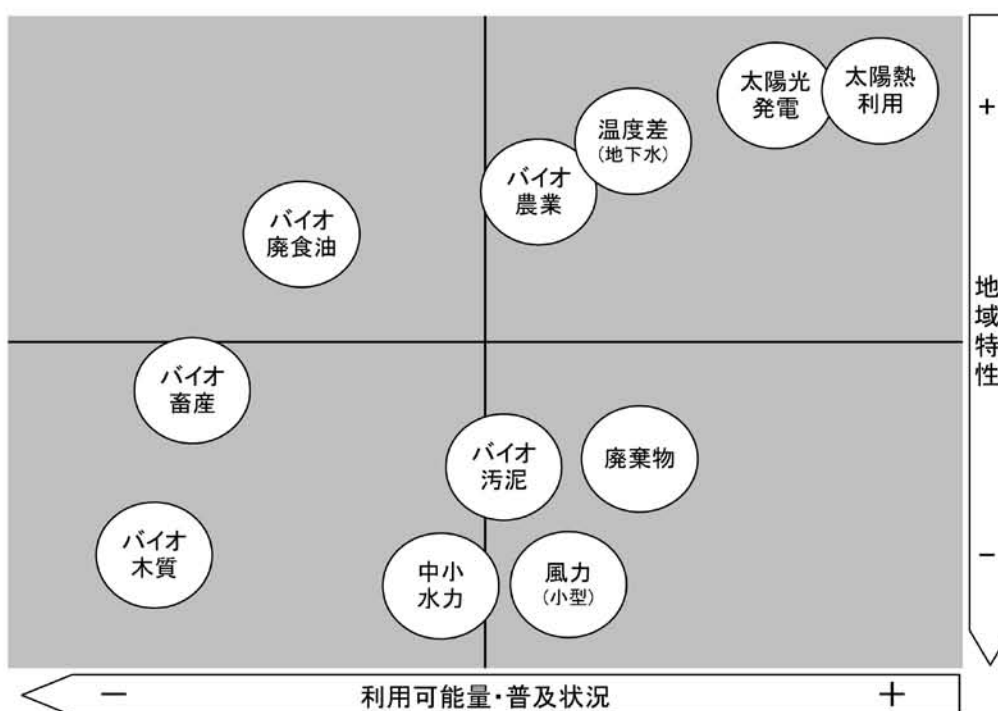 太陽光
発電
太陽熱
利用
温度差
(地下水)
バイオ
農業
バイオ
廃食油
バイオ
畜産
バイオ
汚泥
廃棄物
バイオ
木質
中小
水力
風力
(小型)
+
地域特性
−
− 利用可能量・普及状況 +